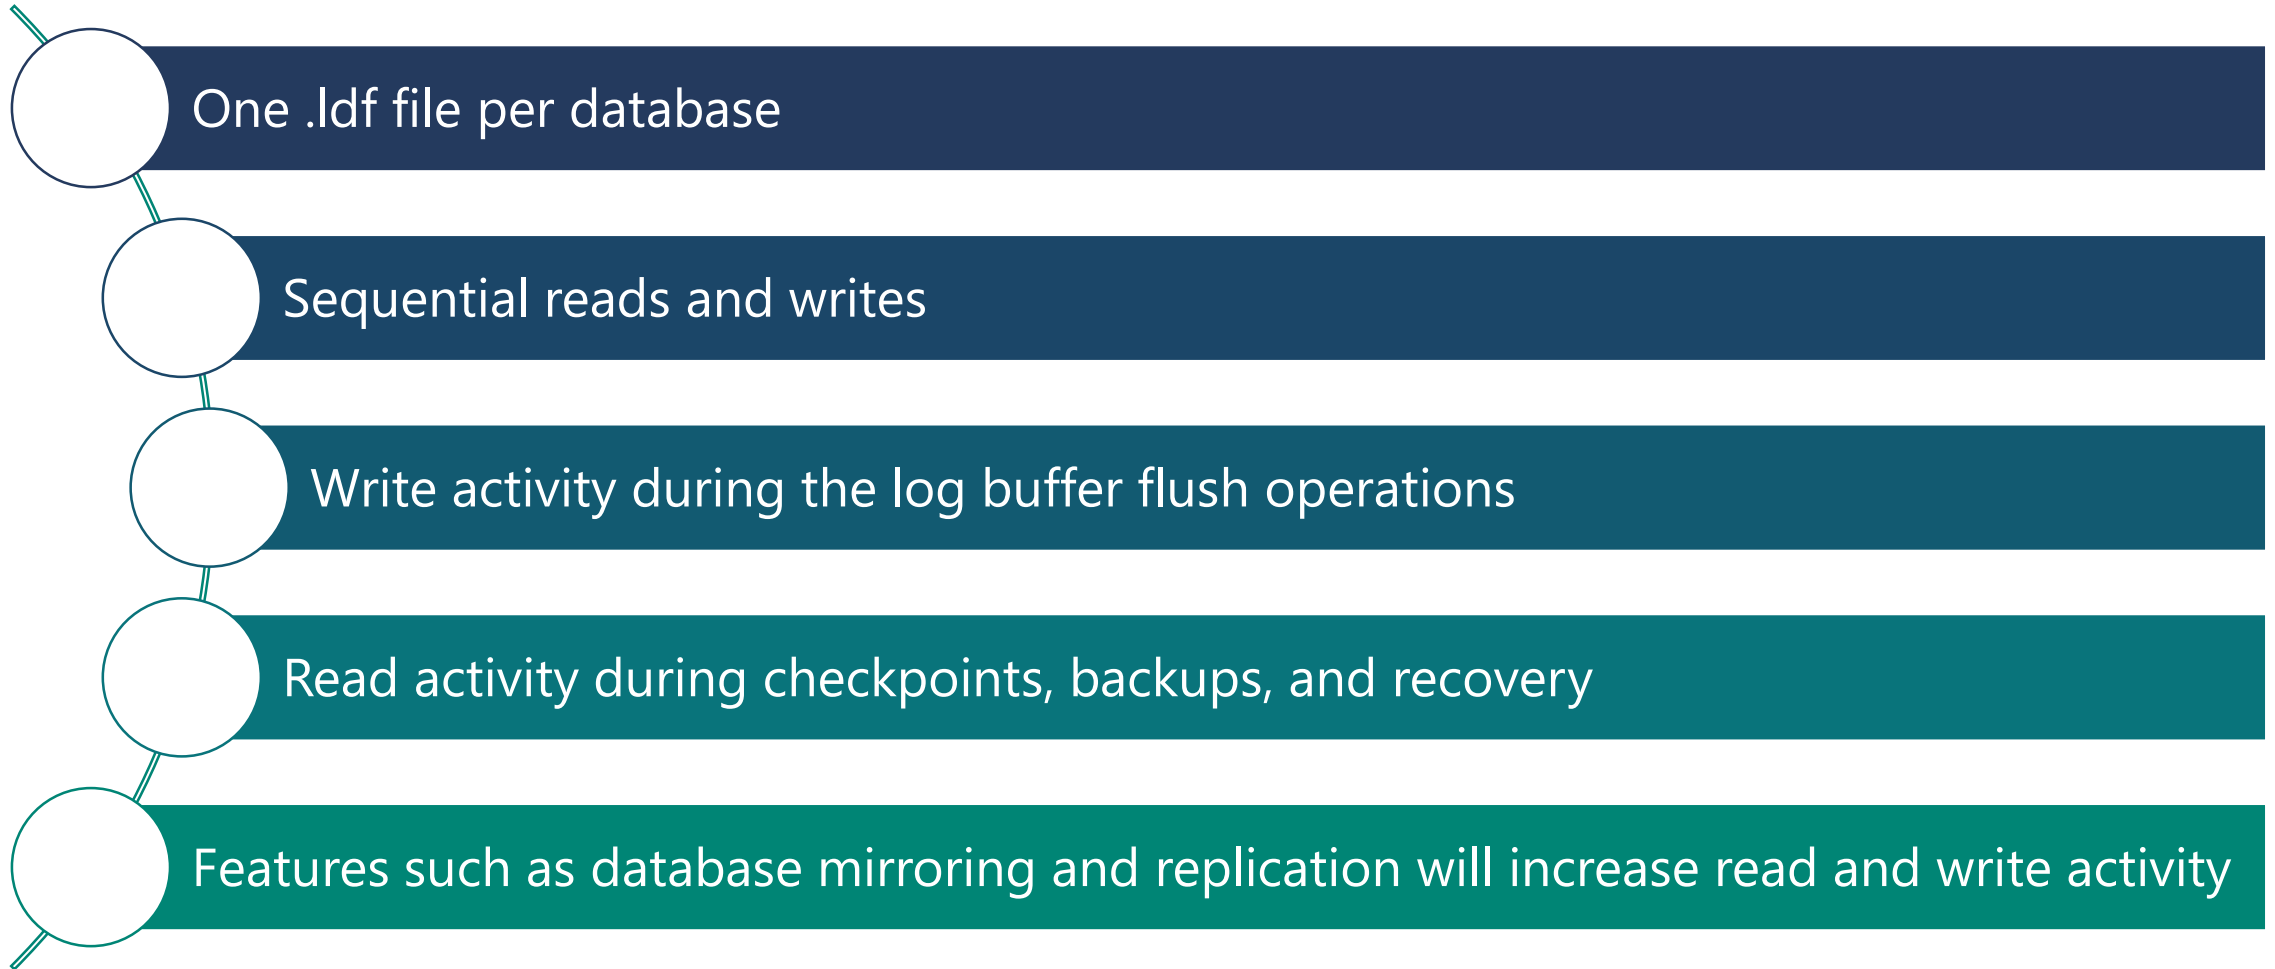 One .ldf file per database
Sequential reads and writes
Write activity during the log buffer flush operations
Read activity during checkpoints, backups, and recovery
Features such as database mirroring and replication will increase read and write activity